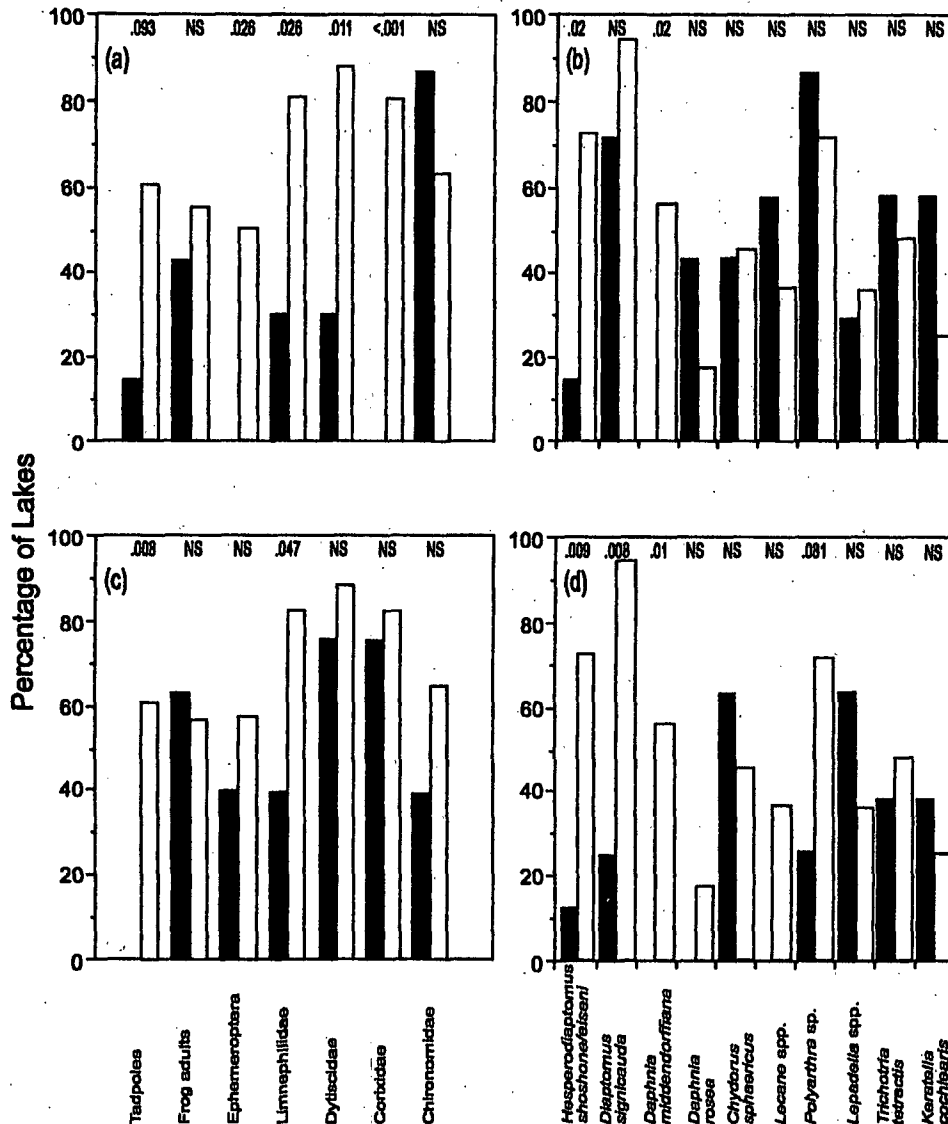 .093 NS .026 .026 .011 <.001 NS
(a)
100
80
60
40
20
0
.02 NS .02 NS NS NS NS NS NS NS
(b)
100
80
60
40
20
0
Percentage of Lakes
.008 NS NS .047 NS NS NS
(c)
100
80
60
40
20
0
.009 .008 .01 NS NS NS .081 NS NS NS
(d)
100
80
60
40
20
0
Tadpoles
Frog adults
Ephemeroptera
Limnephilidae
Dytiscidae
Corixidae
Chironomidae
Hesperodiaptomus
shoshone/eiseni
Diaptomus
signicauda
Daphnia
middendorffiana
Daphnia
rosea
Chydorus
sphaericus
Lecane spp.
Polyarthra sp.
Lepadella spp.
Trichotria
tetractis
Keratella
cochlearis